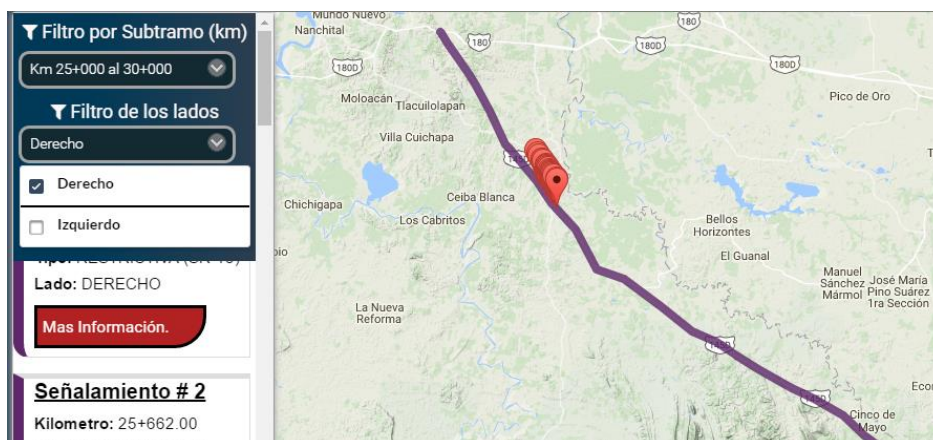 Filtro por Subtramo (km)
Km 25+000 al 30+000
Filtro de los lados
Derecho
Derecho
Izquierdo
Lado: DERECHO
Mas Información.
Señalamiento # 2
Kilometro: 25+662.00
Mundo Nuevo
Nanchital
180
180
180D
180D
180D
Moloacán
Tlacuilolapan
Pico de Oro
Villa Cuichapa
145D
Chichigapa
Ceiba Blanca
Los Cabritos
Bellos
Horizontes
El Guanal
Manuel
Sánchez
Mármol
José María
Pino Suárez
1ra Sección
La Nueva
Reforma
145D
145D
Cinco de
Mayo